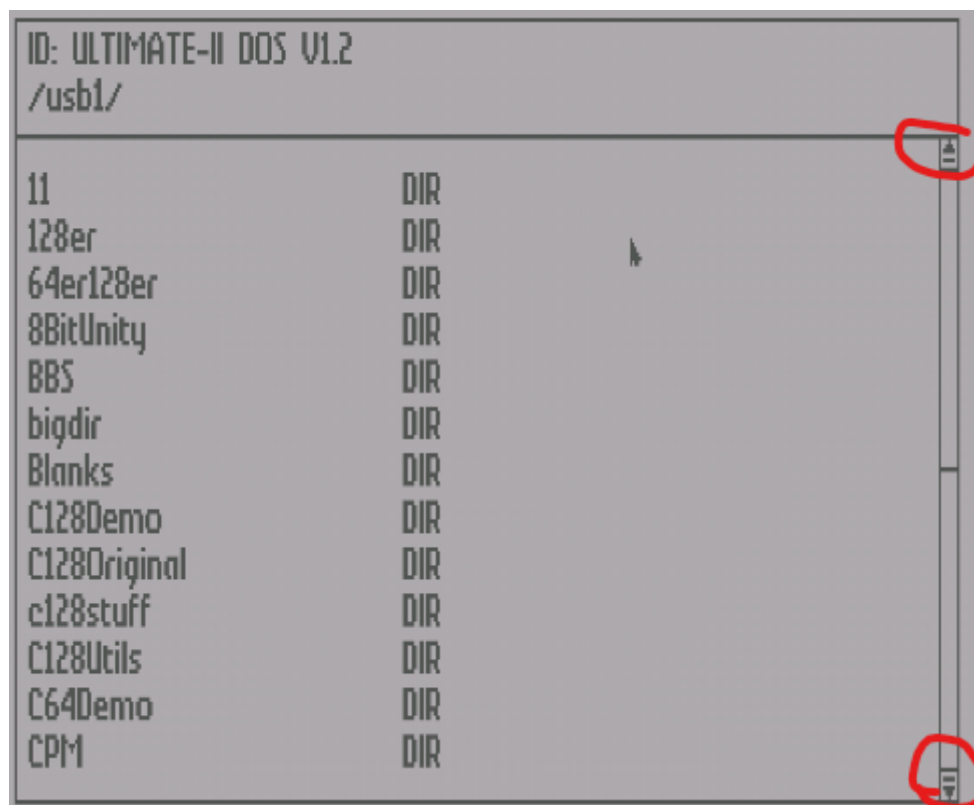 ID: ULTIMATE-II DOS V1.2
/usb1/
11 DIR
128er DIR
64er128er DIR
8BitUnity DIR
BBS DIR
bigdir DIR
Blanks DIR
C128Demo DIR
C128Original DIR
c128stuff DIR
C128Utils DIR
C64Demo DIR
CPM DIR